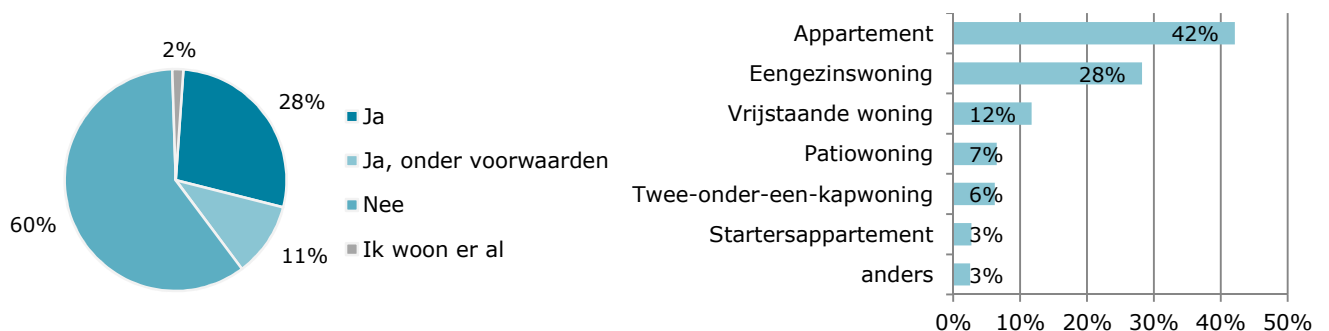 2%
28%
60%
11%
Ja
Ja, onder voorwaarden
Nee
Ik woon er al
Appartement 42%
Eengezinswoning 28%
Vrijstaande woning 12%
Patiowoning 7%
Twee-onder-een-kapwoning 6%
Startersappartement 3%
anders 3%
0% 10% 20% 30% 40% 50%